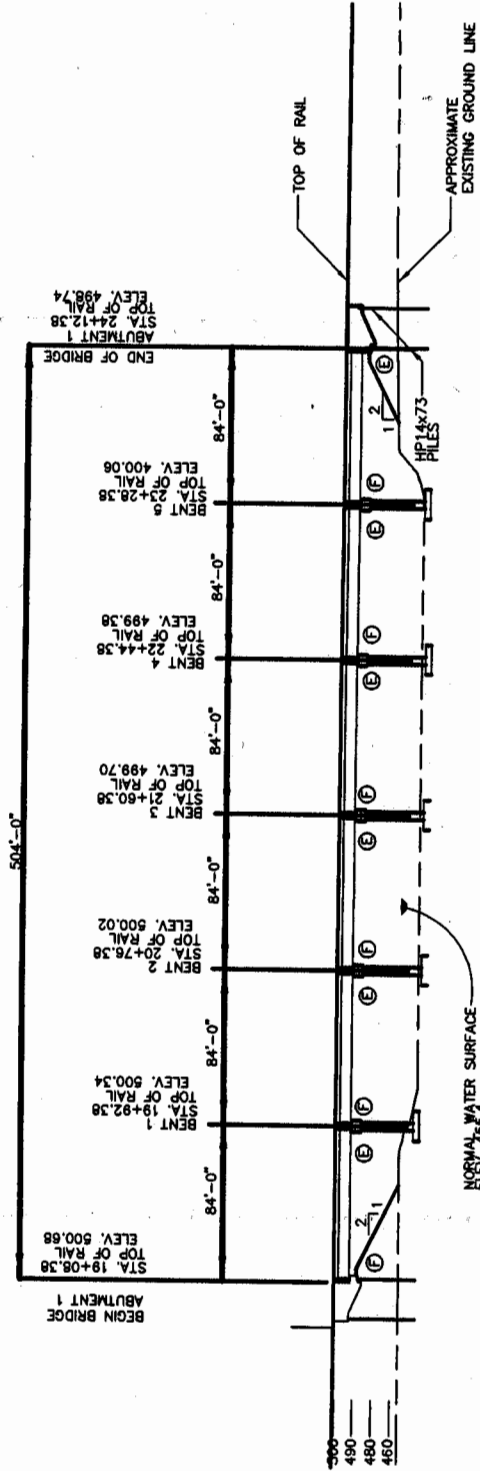 504'-0"
BEGIN BRIDGE
ABUTMENT 1
STA. 19+08.38
TOP OF RAIL
ELEV. 500.68
84'-0"
BENT 1
STA. 19+92.38
TOP OF RAIL
ELEV. 500.34
84'-0"
BENT 2
STA. 20+76.38
TOP OF RAIL
ELEV. 500.02
84'-0"
BENT 3
STA. 21+60.38
TOP OF RAIL
ELEV. 499.70
84'-0"
BENT 4
STA. 22+44.38
TOP OF RAIL
ELEV. 499.38
84'-0"
BENT 5
STA. 23+28.38
TOP OF RAIL
ELEV. 400.06
84'-0"
END OF BRIDGE
ABUTMENT 1
STA. 24+12.38
TOP OF RAIL
ELEV. 498.74
TOP OF RAIL
APPROXIMATE
EXISTING GROUND LINE
490
480
460
F
2
1
E
F
E
F
E
F
E
F
E
F
E
2
1
HP14x73
PILES
NORMAL WATER SURFACE
ELEV.